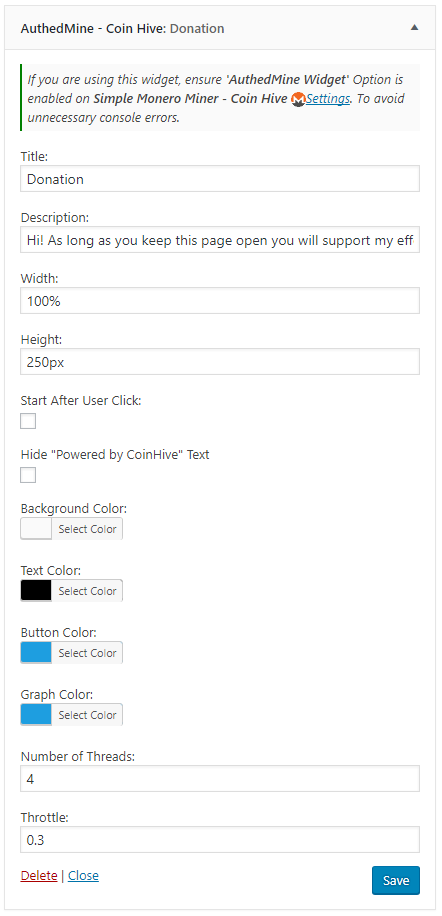 AuthedMine - Coin Hive: Donation
If you are using this widget, ensure 'AuthedMine Widget' Option is
enabled on Simple Monero Miner - Coin Hive Settings. To avoid
unnecessary console errors.
Title:
Donation
Description:
Hi! As long as you keep this page open you will support my eff
Width:
100%
Height:
250px
Start After User Click:
Hide "Powered by CoinHive" Text
Background Color:
Select Color
Text Color:
Select Color
Button Color:
Select Color
Graph Color:
Select Color
Number of Threads:
4
Throttle:
0.3
Delete | Close
Save